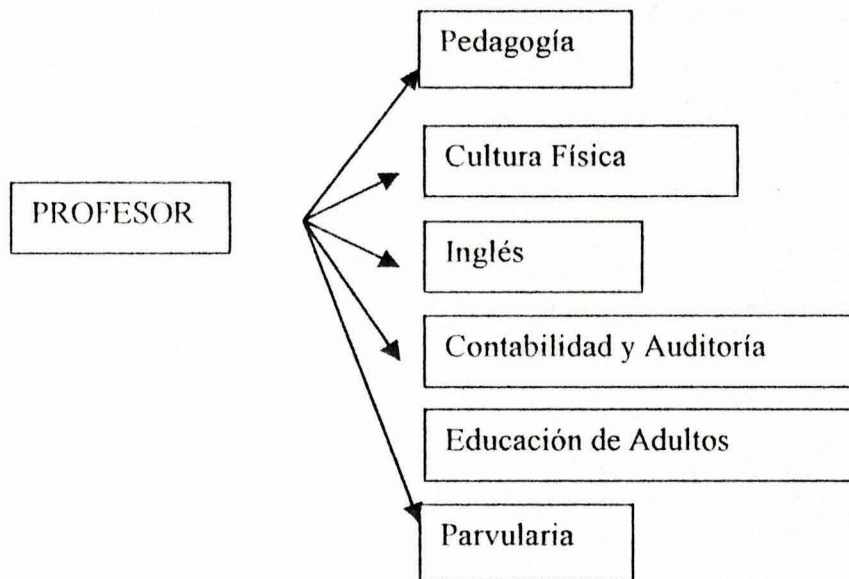 Pedagogía
Cultura Física
PROFESOR
Inglés
Contabilidad y Auditoría
Educación de Adultos
Parvularia